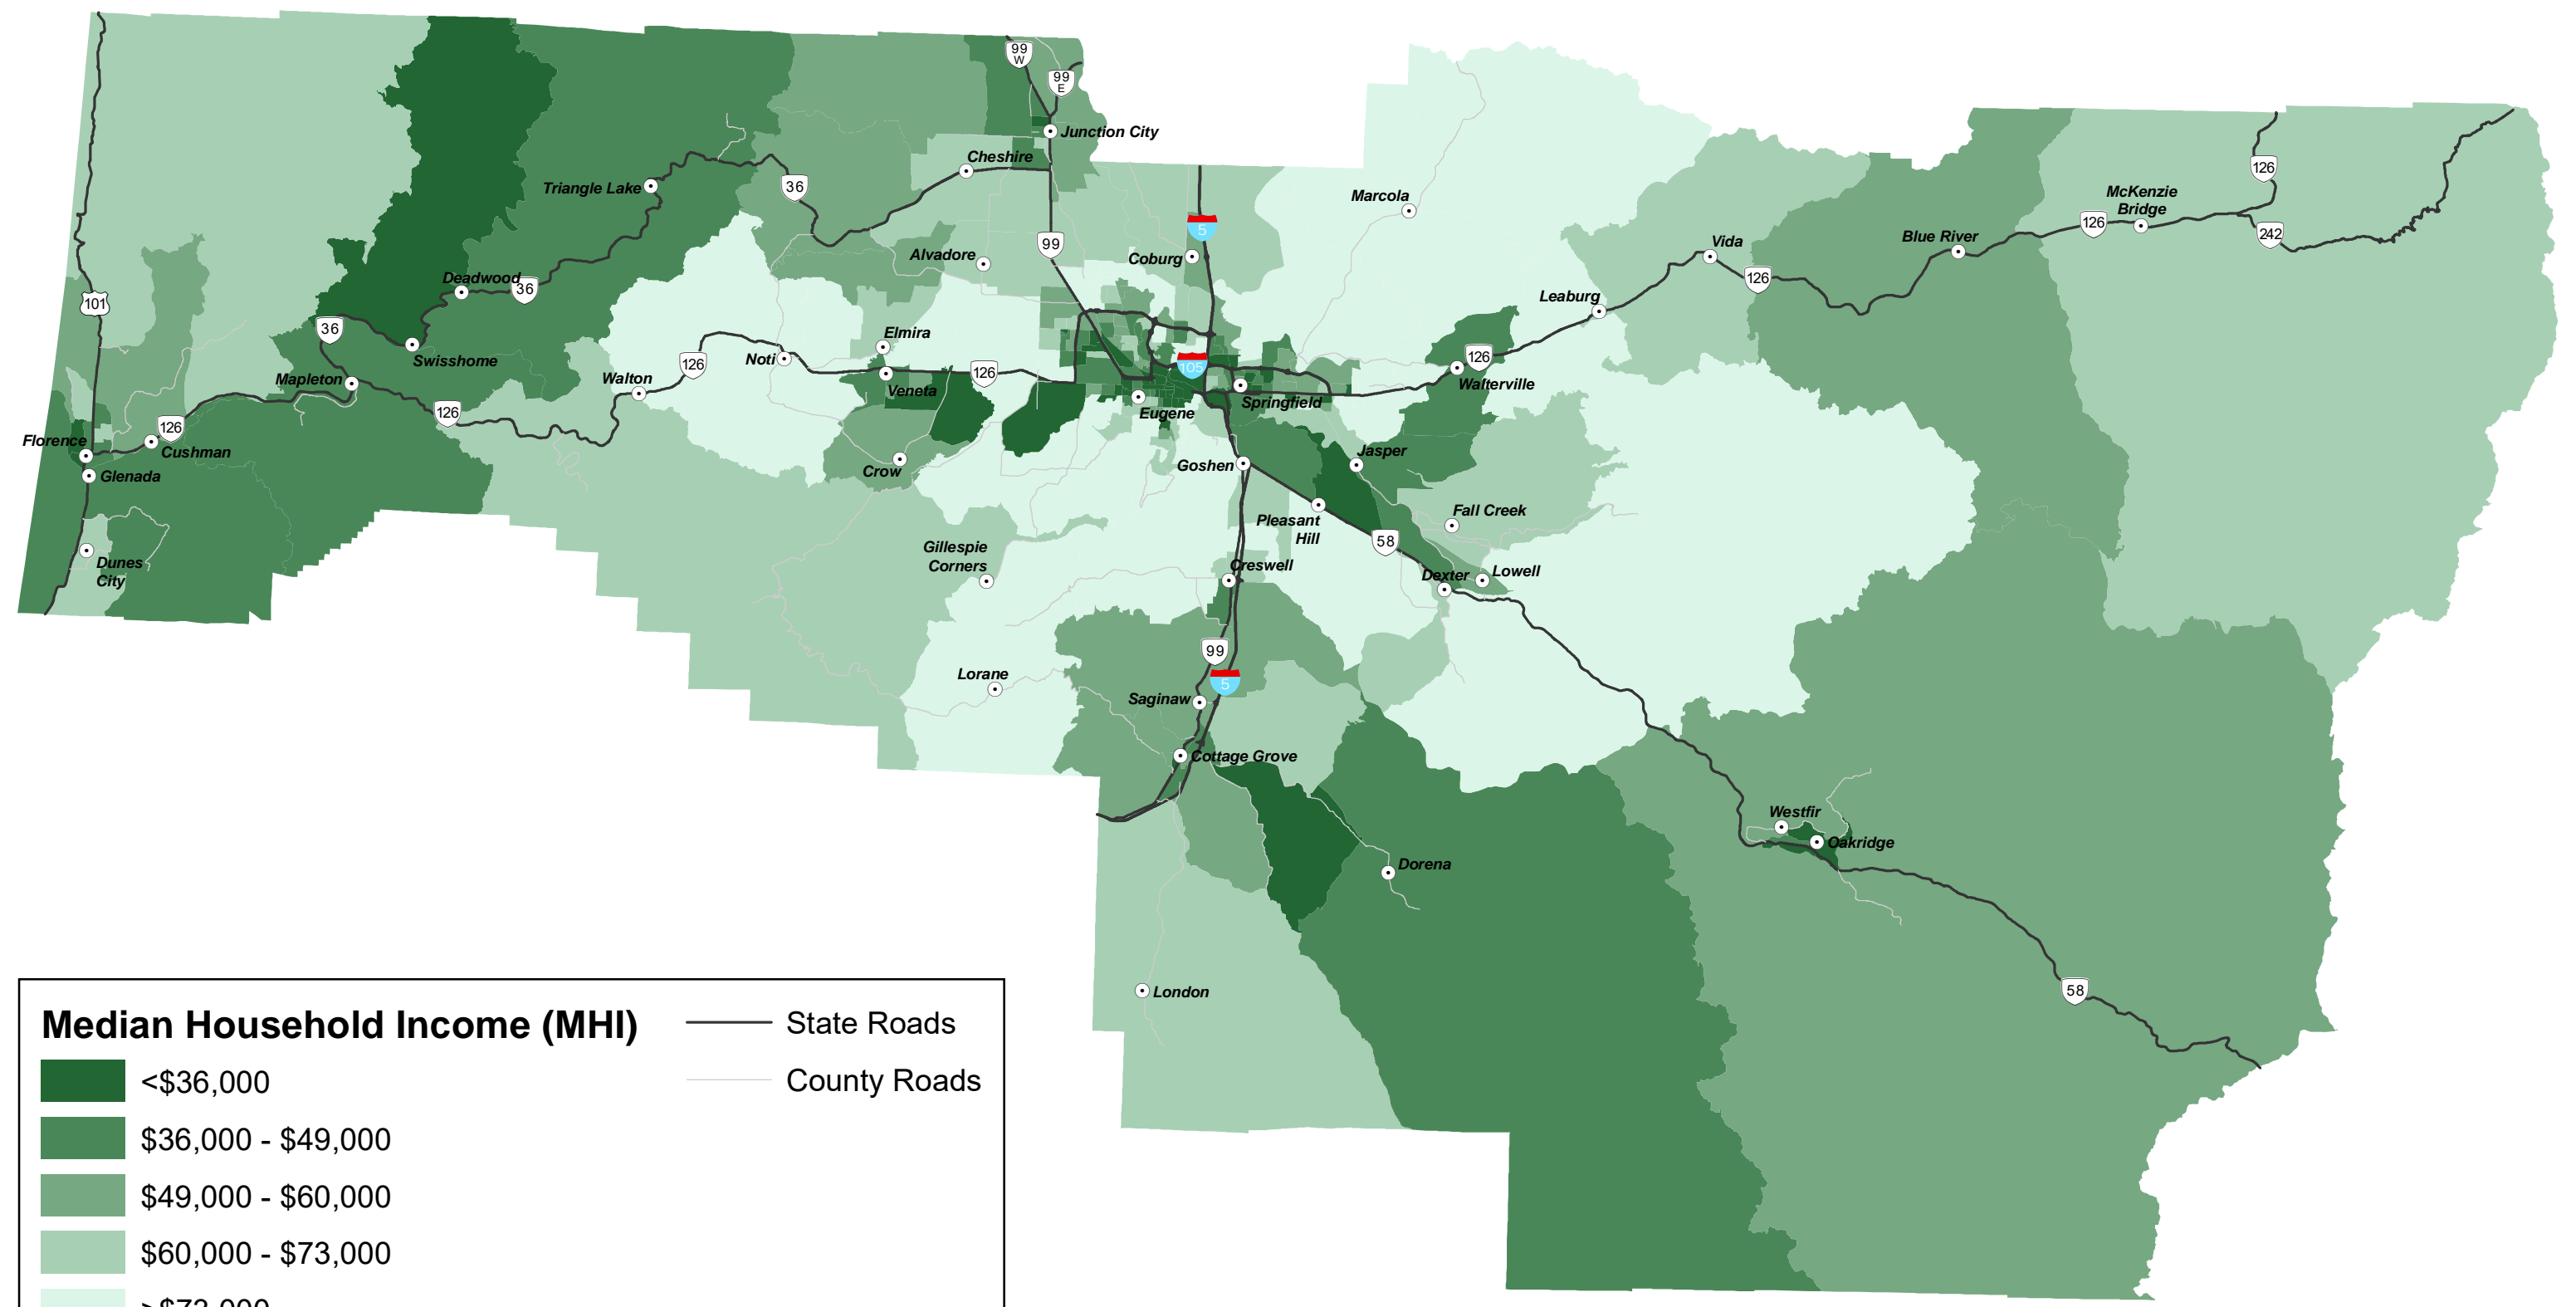 99
W
99
E
Junction City
Cheshire
Triangle Lake
36
126
McKenzie
Bridge
Marcola
126
242
5
Blue River
Vida
99
Alvadore
Coburg
Deadwood
36
126
101
Leaburg
36
Elmira
Swisshome
Noti
126
105
126
Walterville
Mapleton
Walton
Veneta
126
Springfield
126
Eugene
126
Florence
Cushman
Crow
Goshen
Jasper
Glenada
Pleasant
Hill
Fall Creek
58
Gillespie
Corners
Dunes
City
Creswell
Dexter
Lowell
99
Lorane
5
Saginaw
Cottage Grove
Westfir
Oakridge
Dorena
London
58
Median Household Income (MHI)
State Roads
<$36,000
County Roads
$36,000 - $49,000
$49,000 - $60,000
$60,000 - $73,000
>$73,000